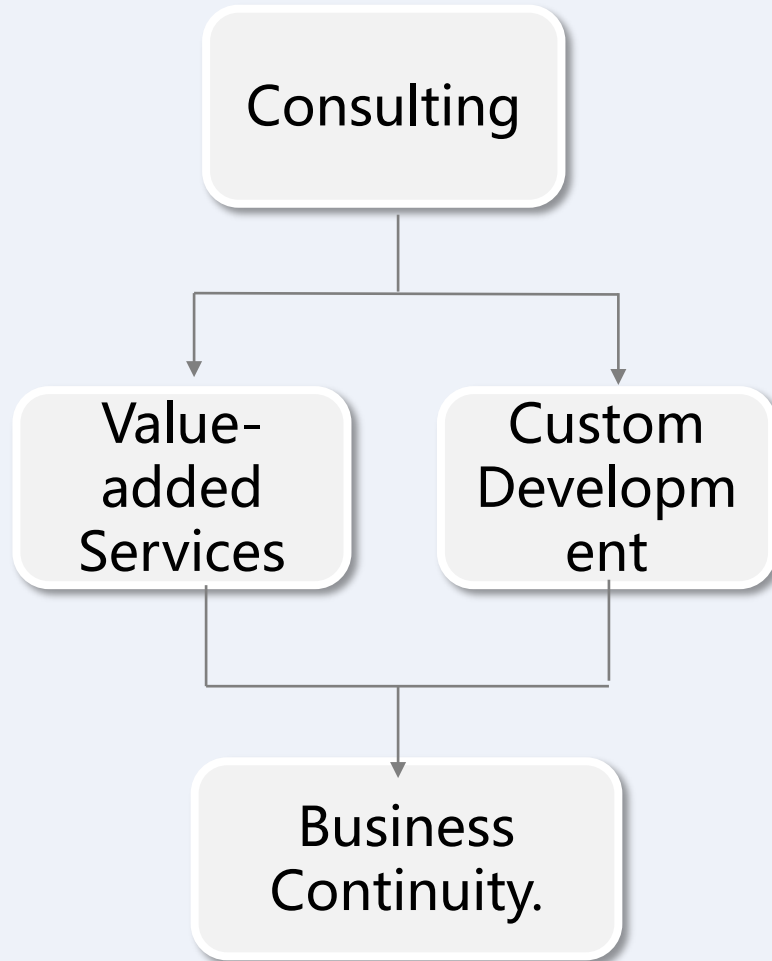 Consulting
Value-
added
Services
Custom
Developm
ent
Business
Continuity.